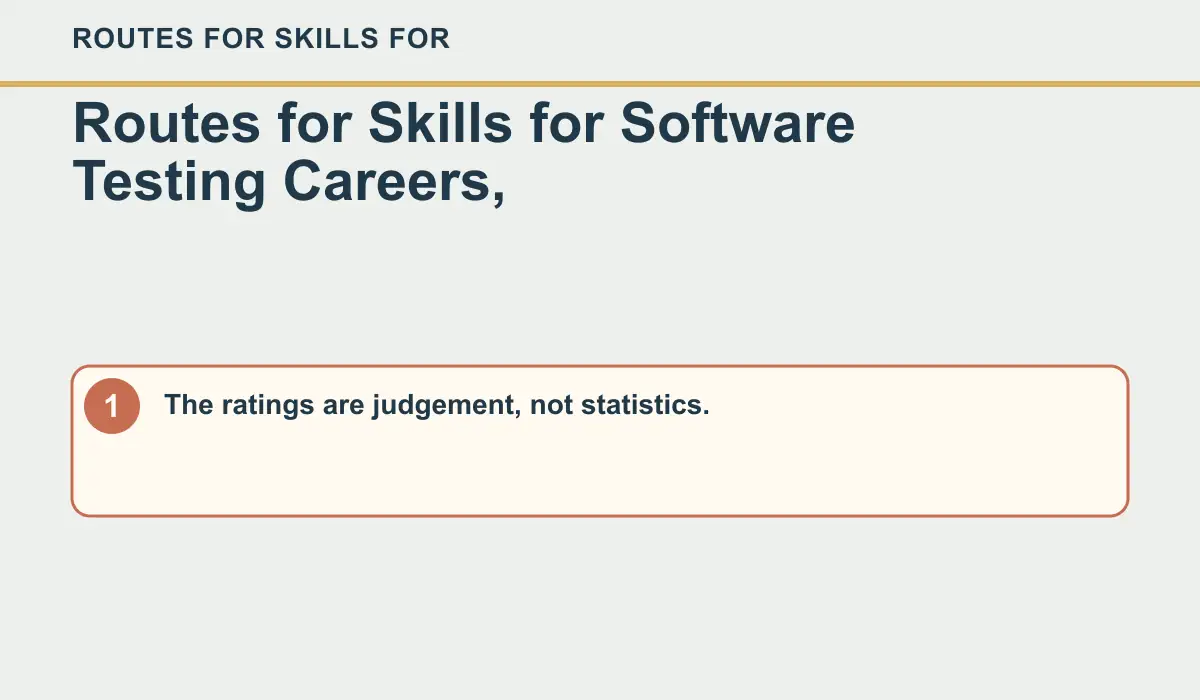 ROUTES FOR SKILLS FOR
Routes for Skills for Software
Testing Careers,
1
The ratings are judgement, not statistics.